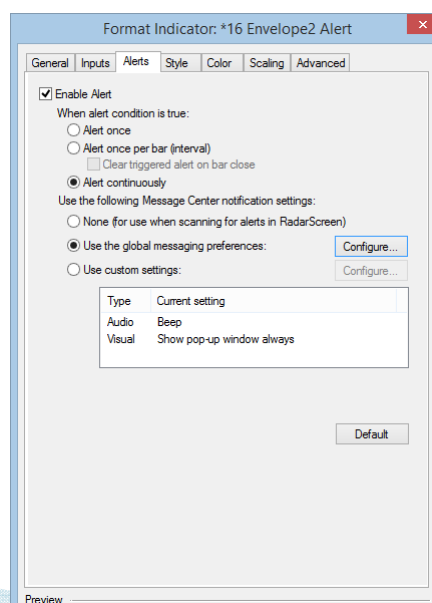 Format Indicator: *16 Envelope2 Alert
General Inputs Alerts Style Color Scaling Advanced
Enable Alert
When alert condition is true:
Alert once
Alert once per bar (interval)
Clear triggered alert on bar close
Alert continuously
Use the following Message Center notification settings:
None (for use when scanning for alerts in RadarScreen)
Use the global messaging preferences: Configure...
Use custom settings: Configure...
Type Current setting
Audio Beep
Visual Show pop-up window always
Default
Preview